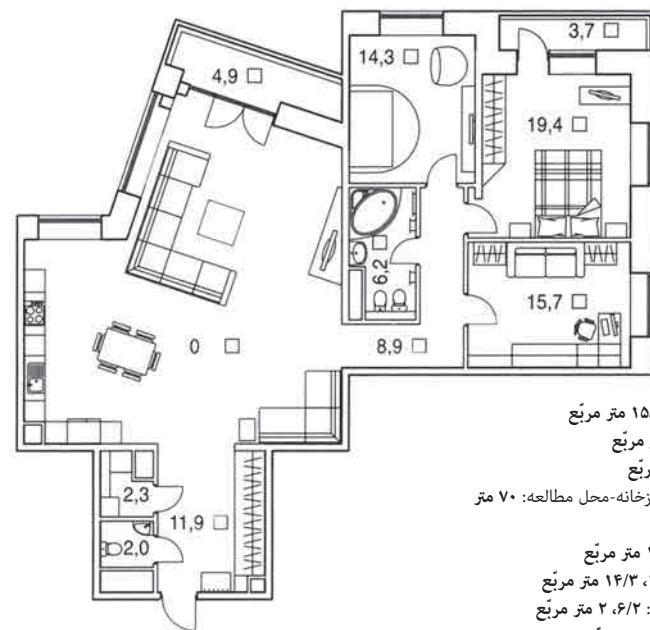 3,7
14,3
4,9
19,4
6,2
15,7
0
8,9
۱۵ متر مربّع
مربّع
زخانه-محل مطالعه: ۷۰ متر
2,3
11,9
2,0
متر مربّع
، ۱۴/۳ متر مربّع
: ۶/۲، ۲ متر مربّع